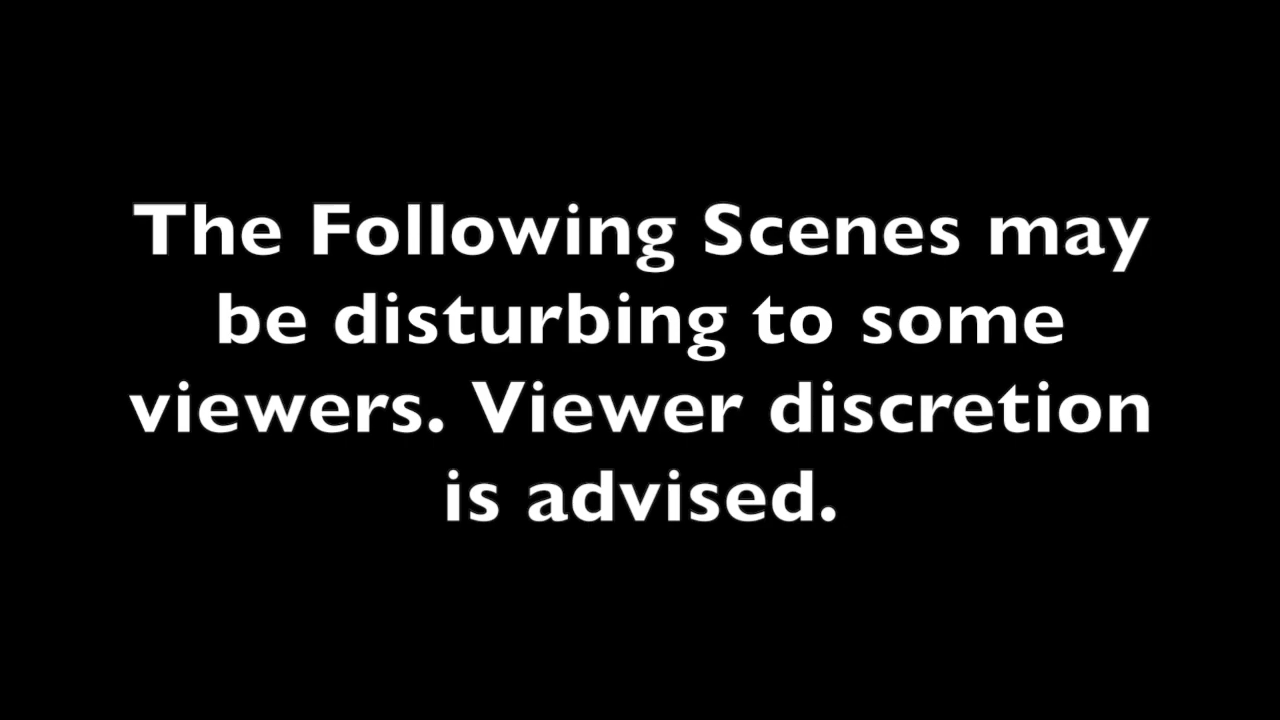 The Following Scenes may
be disturbing to some
viewers. Viewer discretion
is advised.